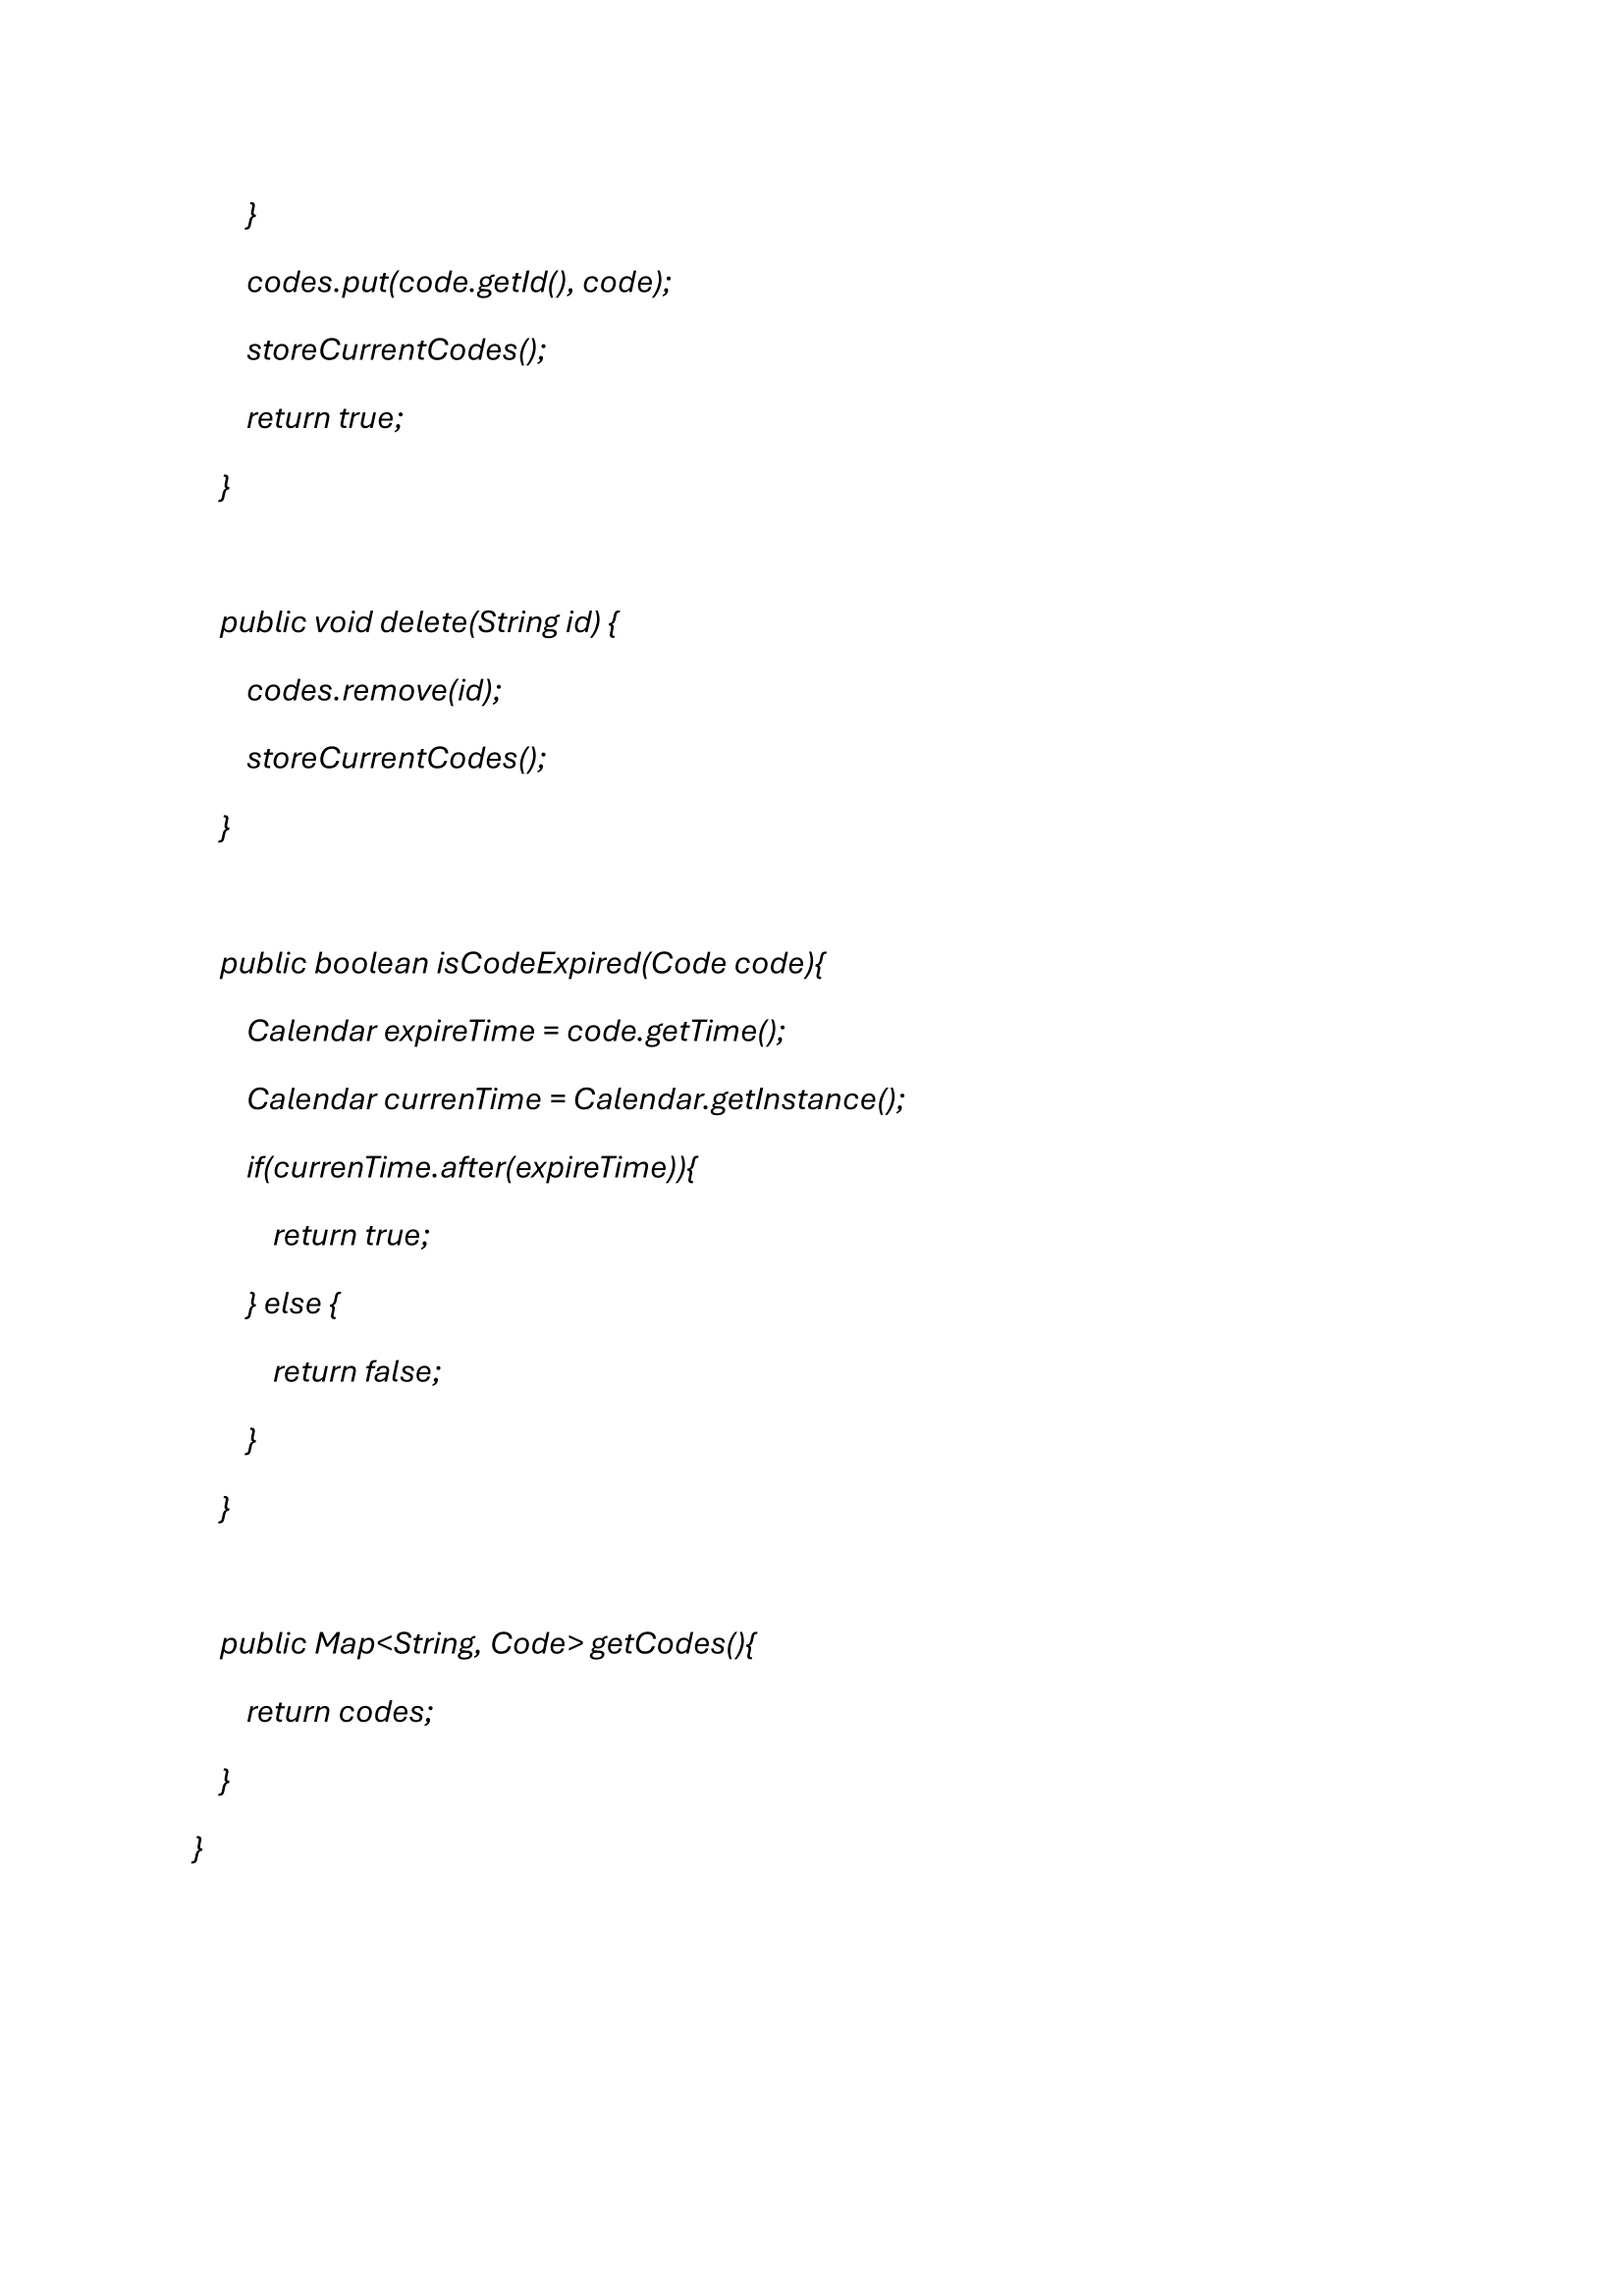 }
codes.put(code.getId(), code);
storeCurrentCodes();
return true;
}
public void delete(String id) {
codes.remove(id);
storeCurrentCodes();
}
public boolean isCodeExpired(Code code){
Calendar expireTime = code.getTime();
Calendar currenTime = Calendar.getInstance();
if(currenTime.after(expireTime)){
return true;
} else {
return false;
}
}
public Map<String, Code> getCodes(){
return codes;
}
}